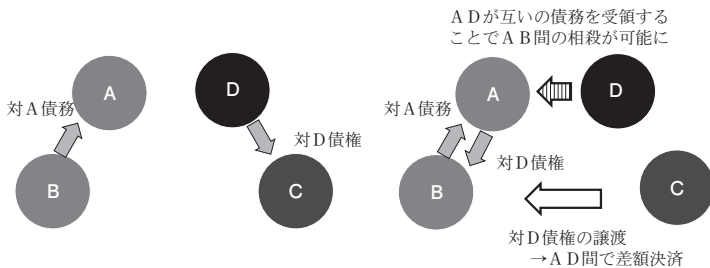 A
D
対A債務
対D債権
B
C
ADが互いの債務を受領する
ことでAB間の相殺が可能に
A
D
対A債務
対D債権
B
C
対D債権の譲渡
→AD間で差額決済